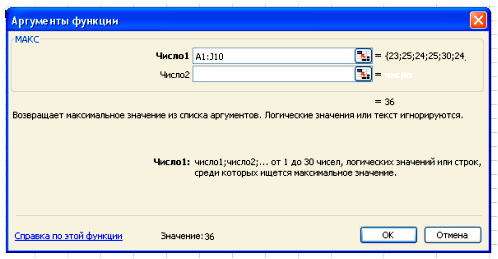 Аргументы функции
МАКС
Число1 A1:J10 = {23;25;24;25;30;24
Число2 = число
= 36
Возвращает максимальное значение из списка аргументов. Логические значения или текст игнорируются.
Число1: число1;число2;... от 1 до 30 чисел, логических значений или строк,
среди которых ищется максимальное значение.
Справка по этой функции Значение:36 ОК Отмена